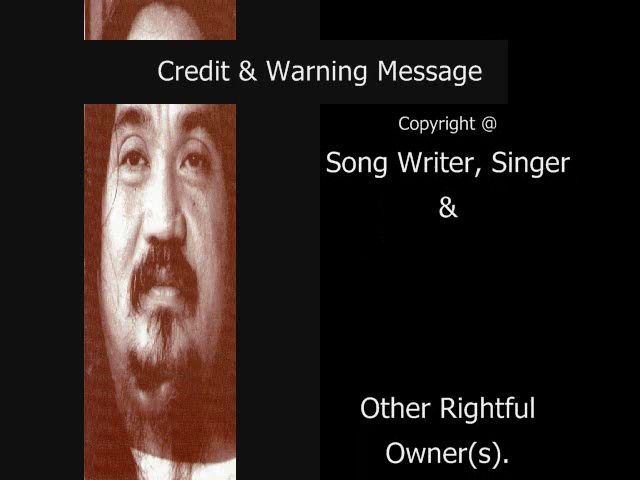 Credit & Warning Message
Copyright @
Song Writer, Singer
&
Other Rightful
Owner(s).